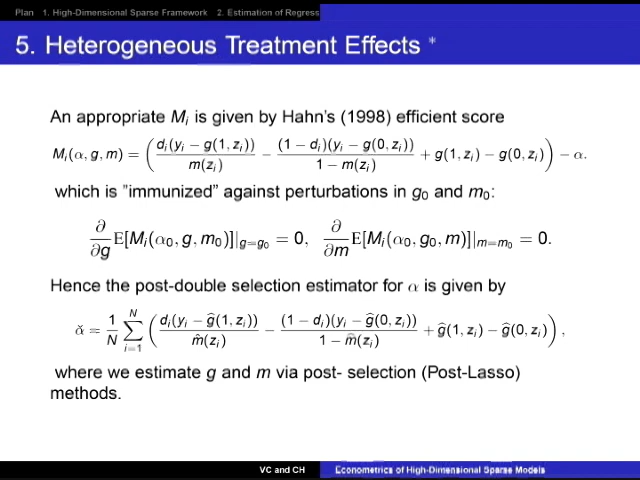 Plan 1. High-Dimensional Sparse Framework 2. Estimation of Regress
5. Heterogeneous Treatment Effects *
An appropriate M_i is given by Hahn's (1998) efficient score
M_i(α, g, m) = ( d_i(y_i − g(1, z_i)) / m(z_i) − (1 − d_i)(y_i − g(0, z_i)) / 1 − m(z_i) + g(1, z_i) − g(0, z_i) ) − α.
which is "immunized" against perturbations in g_0 and m_0:
∂/∂g E[M_i(α_0, g, m_0)]|_{g=g_0} = 0, ∂/∂m E[M_i(α_0, g_0, m)]|_{m=m_0} = 0.
Hence the post-double selection estimator for α is given by
α̌ = 1/N ∑_{i=1}^{N} ( d_i(y_i − ĝ(1, z_i)) / m̂(z_i) − (1 − d_i)(y_i − ĝ(0, z_i)) / 1 − m̂(z_i) + ĝ(1, z_i) − ĝ(0, z_i) ) ,
where we estimate g and m via post- selection (Post-Lasso)
methods.
VC and CH Econometrics of High-Dimensional Sparse Models